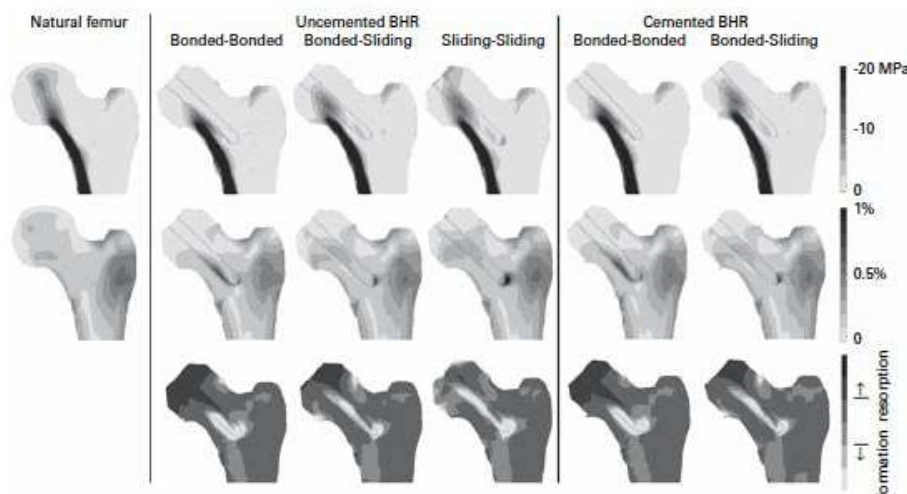 Natural femur
Uncemented BHR
Cemented BHR
Bonded-Bonded
Bonded-Sliding
Sliding-Sliding
Bonded-Bonded
Bonded-Sliding
-20 MPa
-10
0
1%
0.5%
0
ormation resorption